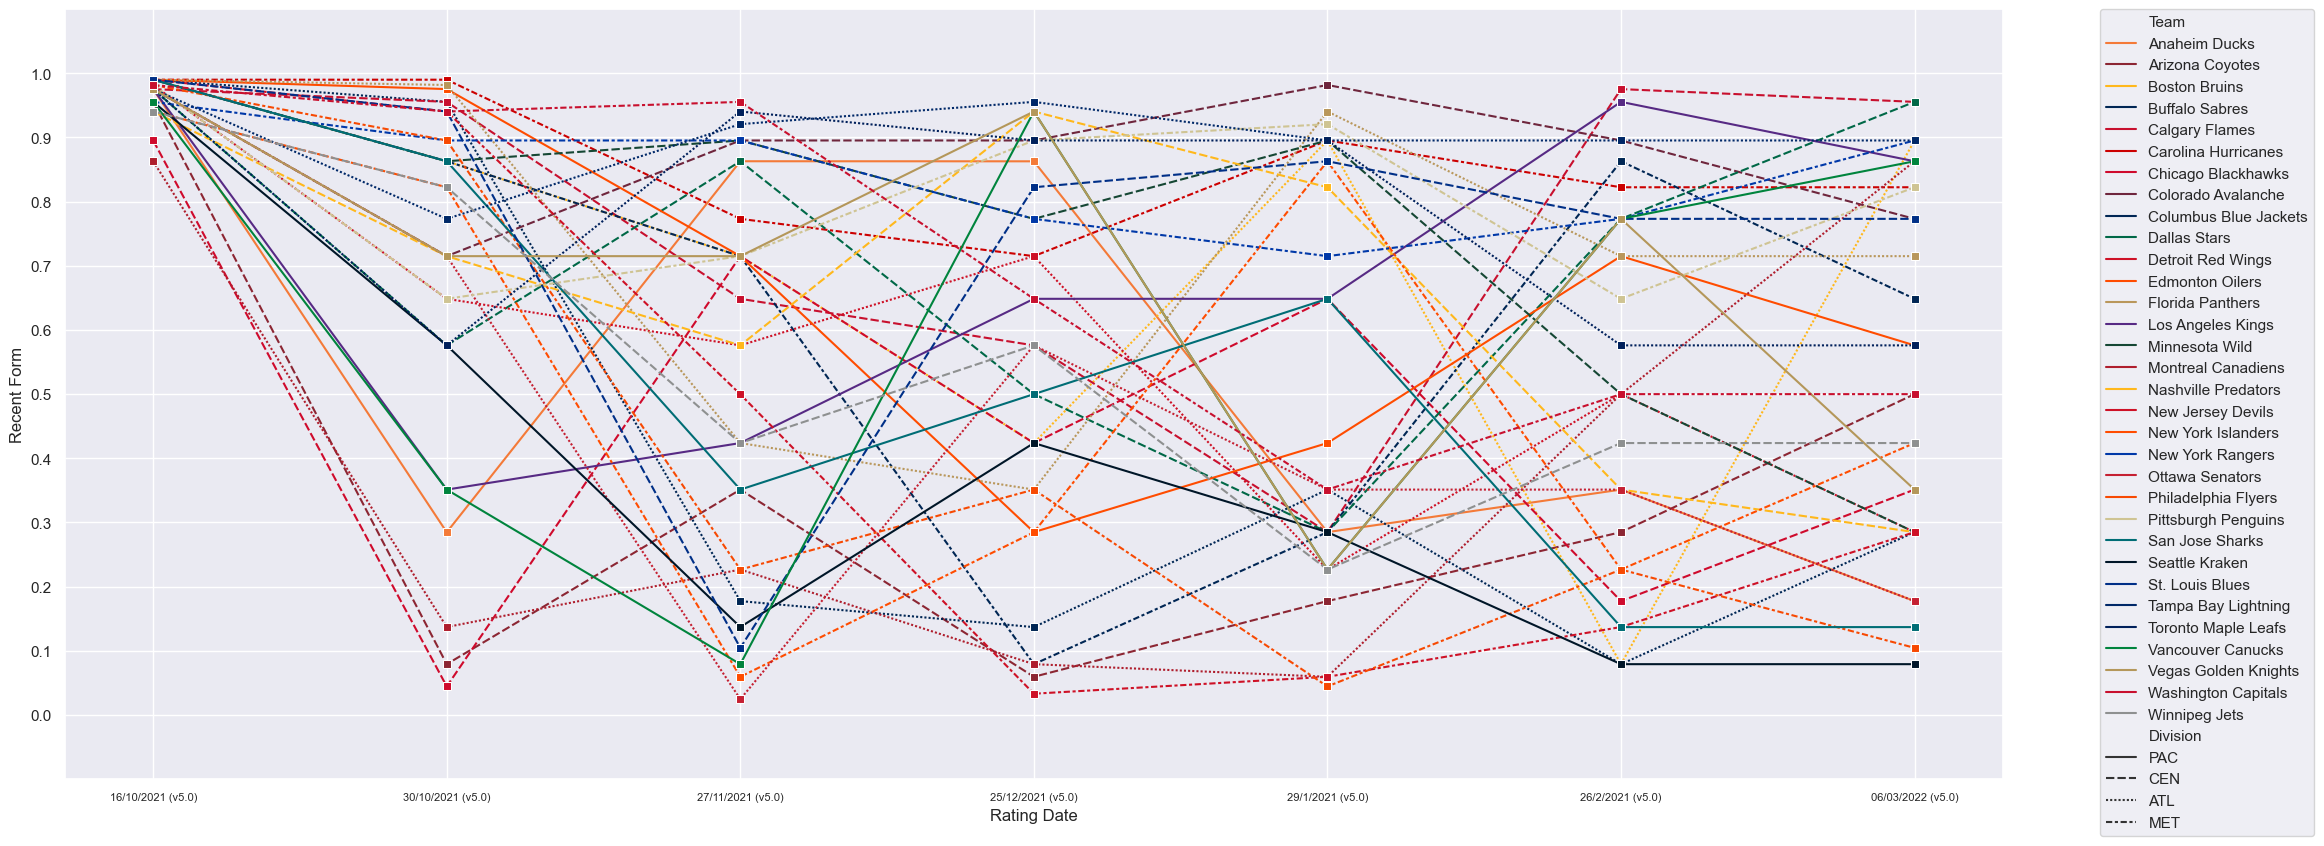 1.0
0.9
0.8
0.7
0.6
0.5
0.4
0.3
0.2
0.1
0.0
Recent Form
16/10/2021 (v5.0)
30/10/2021 (v5.0)
27/11/2021 (v5.0)
25/12/2021 (v5.0)
29/1/2021 (v5.0)
26/2/2021 (v5.0)
06/03/2022 (v5.0)
Rating Date
Team
Anaheim Ducks
Arizona Coyotes
Boston Bruins
Buffalo Sabres
Calgary Flames
Carolina Hurricanes
Chicago Blackhawks
Colorado Avalanche
Columbus Blue Jackets
Dallas Stars
Detroit Red Wings
Edmonton Oilers
Florida Panthers
Los Angeles Kings
Minnesota Wild
Montreal Canadiens
Nashville Predators
New Jersey Devils
New York Islanders
New York Rangers
Ottawa Senators
Philadelphia Flyers
Pittsburgh Penguins
San Jose Sharks
Seattle Kraken
St. Louis Blues
Tampa Bay Lightning
Toronto Maple Leafs
Vancouver Canucks
Vegas Golden Knights
Washington Capitals
Winnipeg Jets
Division
PAC
CEN
ATL
MET